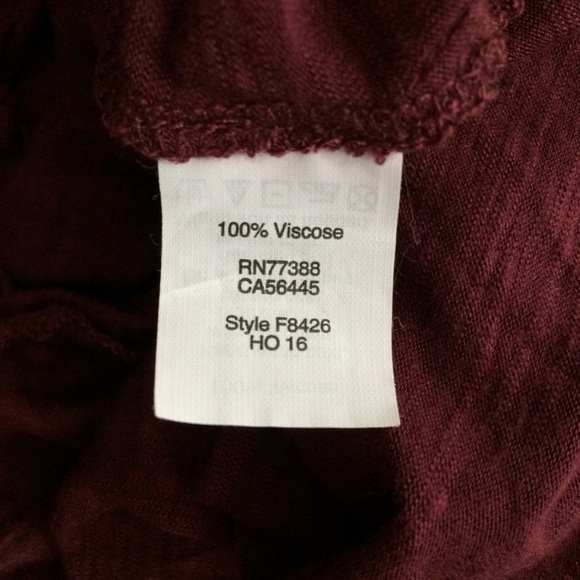 100% Viscose
RN77388
CA56445
Style F8426
HO 16